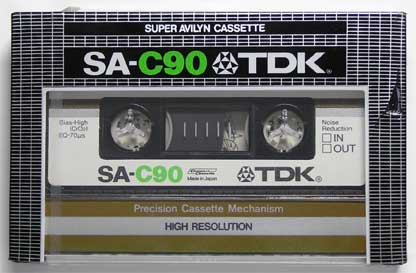 SUPER AVILYN CASSETTE
SA-C90 TDK®
Bias-High
EQ-70μs
Noise
Reduction
IN
OUT
SA-C90 Made in Japan TDK®
Precision Cassette Mechanism
HIGH RESOLUTION